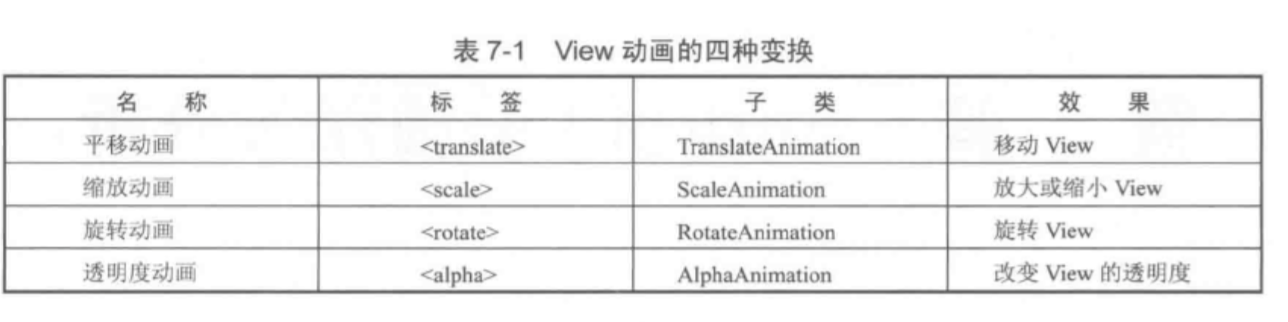 表 7-1 View 动画的四种变换
名 称 标 签 子 类 效 果
平移动画 <translate> TranslateAnimation 移动 View
缩放动画 <scale> ScaleAnimation 放大或缩小 View
旋转动画 <rotate> RotateAnimation 旋转 View
透明度动画 <alpha> AlphaAnimation 改变 View 的透明度